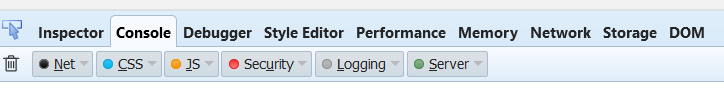 Inspector Console Debugger Style Editor Performance Memory Network Storage DOM
Net CSS JS Security Logging Server